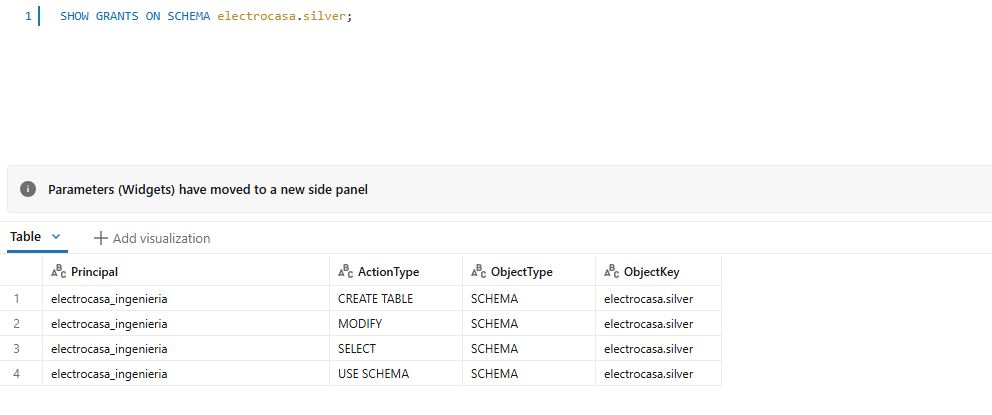 1 SHOW GRANTS ON SCHEMA electrocasa.silver;
Parameters (Widgets) have moved to a new side panel
Table Add visualization
Principal ActionType ObjectType ObjectKey
1 electrocasa_ingenieria CREATE TABLE SCHEMA electrocasa.silver
2 electrocasa_ingenieria MODIFY SCHEMA electrocasa.silver
3 electrocasa_ingenieria SELECT SCHEMA electrocasa.silver
4 electrocasa_ingenieria USE SCHEMA SCHEMA electrocasa.silver